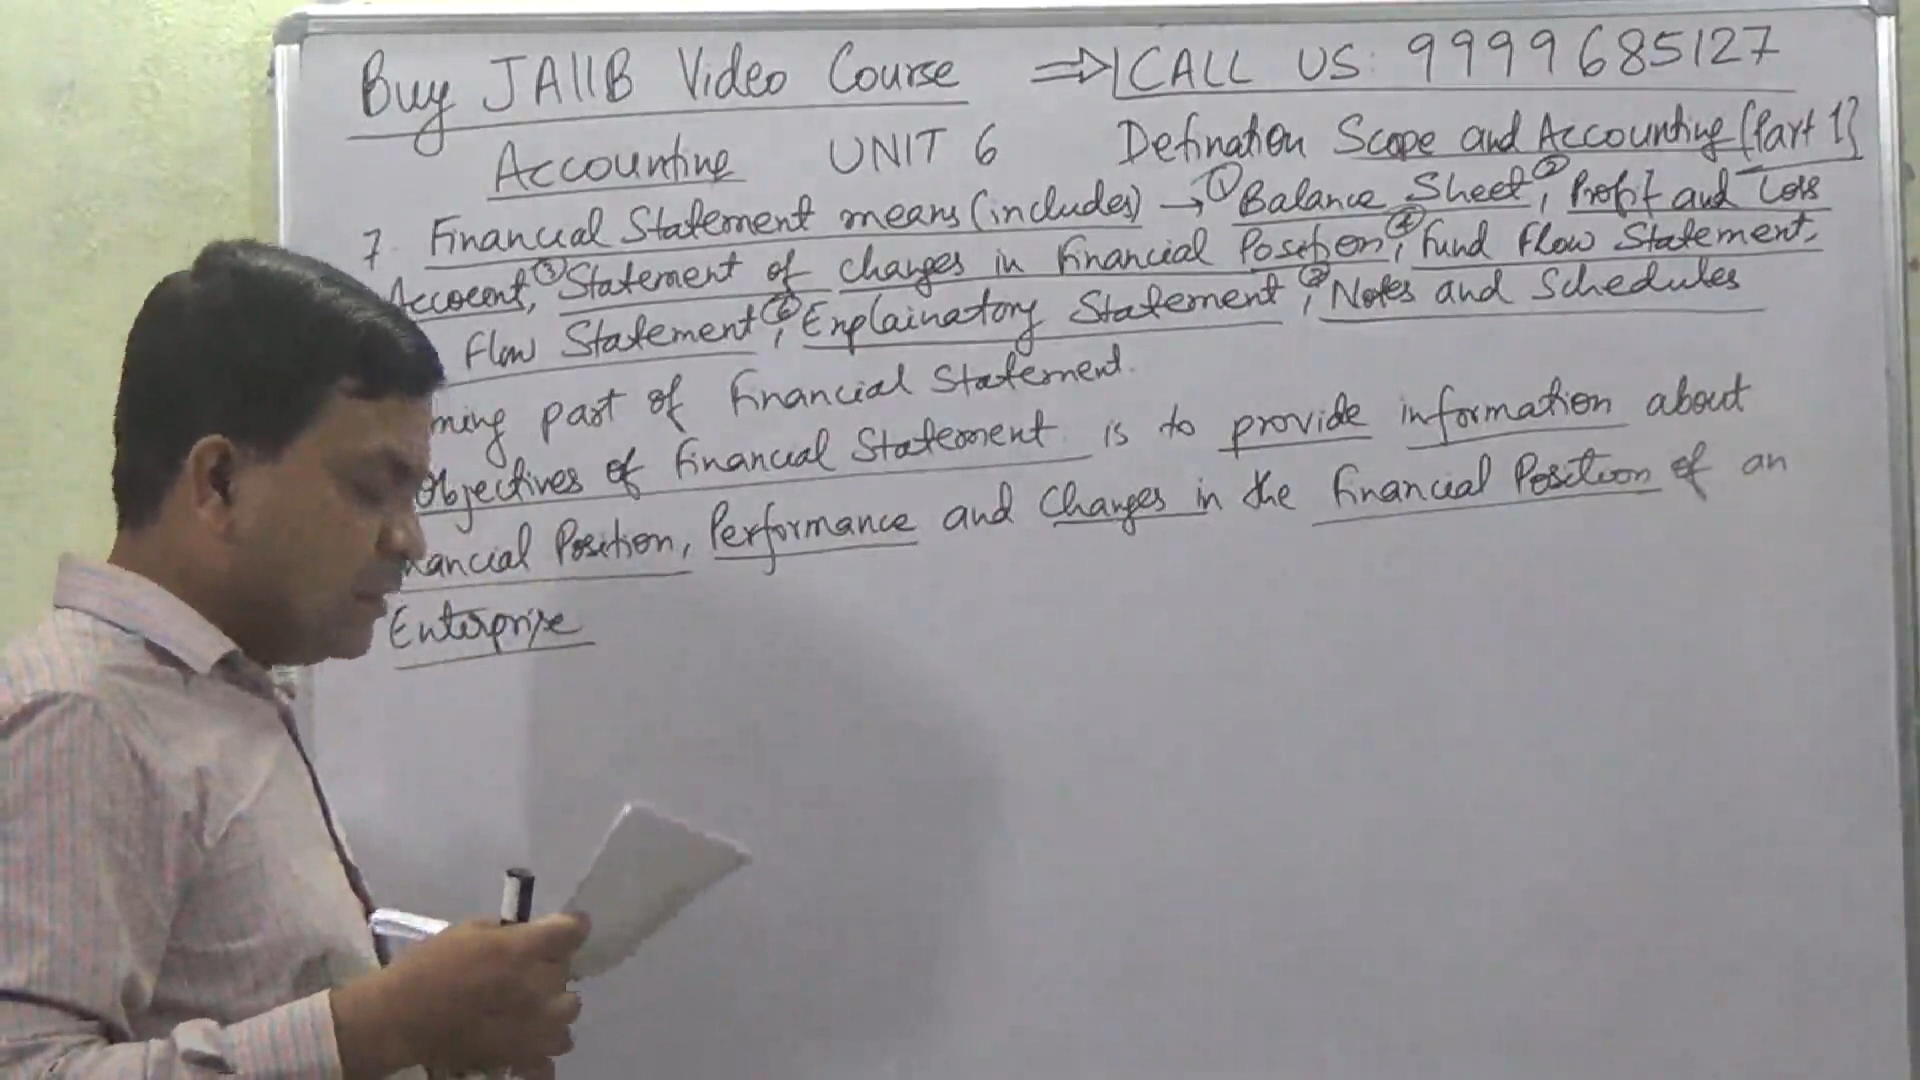 Buy JAIIB Video Course ⇒ CALL US: 9999685127
Accounting UNIT 6 Defination Scope and Accounting (Part 1)
7. Financial Statement means (includes) → ① Balance Sheet, ② Profit and Loss
Account, ③ Statement of changes in Financial Position, ④ Fund Flow Statement,
Flow Statement, ⑥ Explainatory Statement, ⑦ Notes and Schedules
ming part of Financial Statement.
Objectives of Financial Statement is to provide information about
nancial Position, Performance and Changes in the Financial Position of an
Enterprise